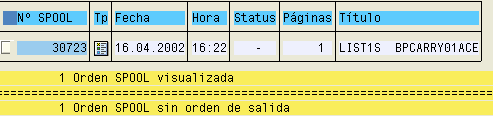 Nº SPOOL Tp Fecha Hora Status Páginas Título
30723 16.04.2002 16:22 - 1 LIST1S BPCARRY01ACE
1 Orden SPOOL visualizada
1 Orden SPOOL sin orden de salida